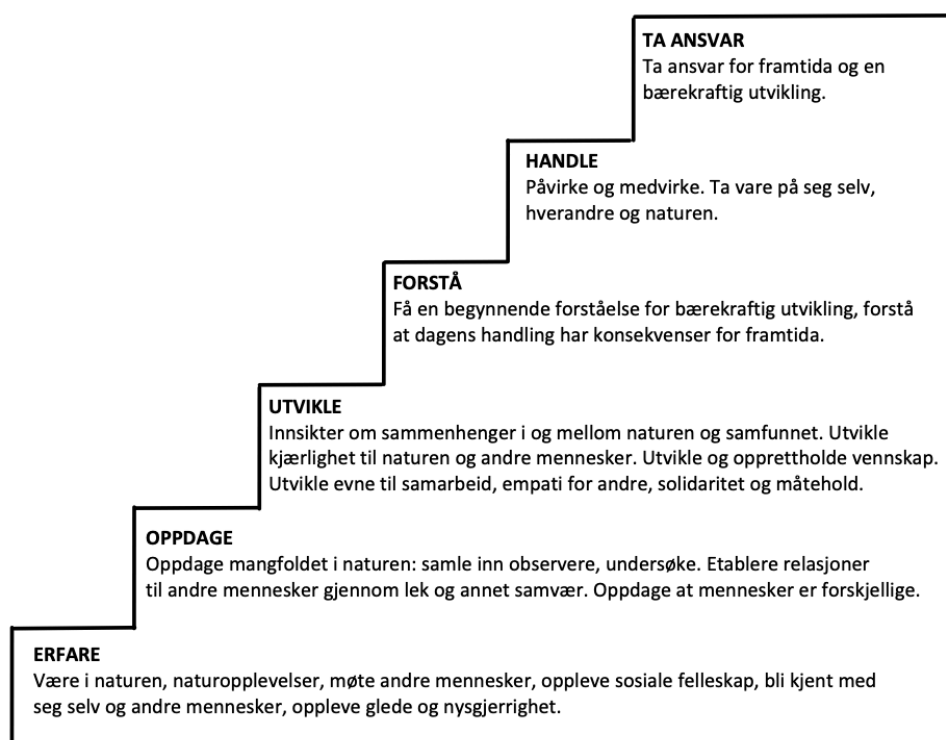 TA ANSVAR
Ta ansvar for framtida og en
bærekraftig utvikling.
HANDLE
Påvirke og medvirke. Ta vare på seg selv,
hverandre og naturen.
FORSTÅ
Få en begynnende forståelse for bærekraftig utvikling, forstå
at dagens handling har konsekvenser for framtida.
UTVIKLE
Innsikter om sammenhenger i og mellom naturen og samfunnet. Utvikle
kjærlighet til naturen og andre mennesker. Utvikle og opprettholde vennskap.
Utvikle evne til samarbeid, empati for andre, solidaritet og måtehold.
OPPDAGE
Oppdage mangfoldet i naturen: samle inn observere, undersøke. Etablere relasjoner
til andre mennesker gjennom lek og annet samvær. Oppdage at mennesker er forskjellige.
ERFARE
Være i naturen, naturopplevelser, møte andre mennesker, oppleve sosiale felleskap, bli kjent med
seg selv og andre mennesker, oppleve glede og nysgjerrighet.